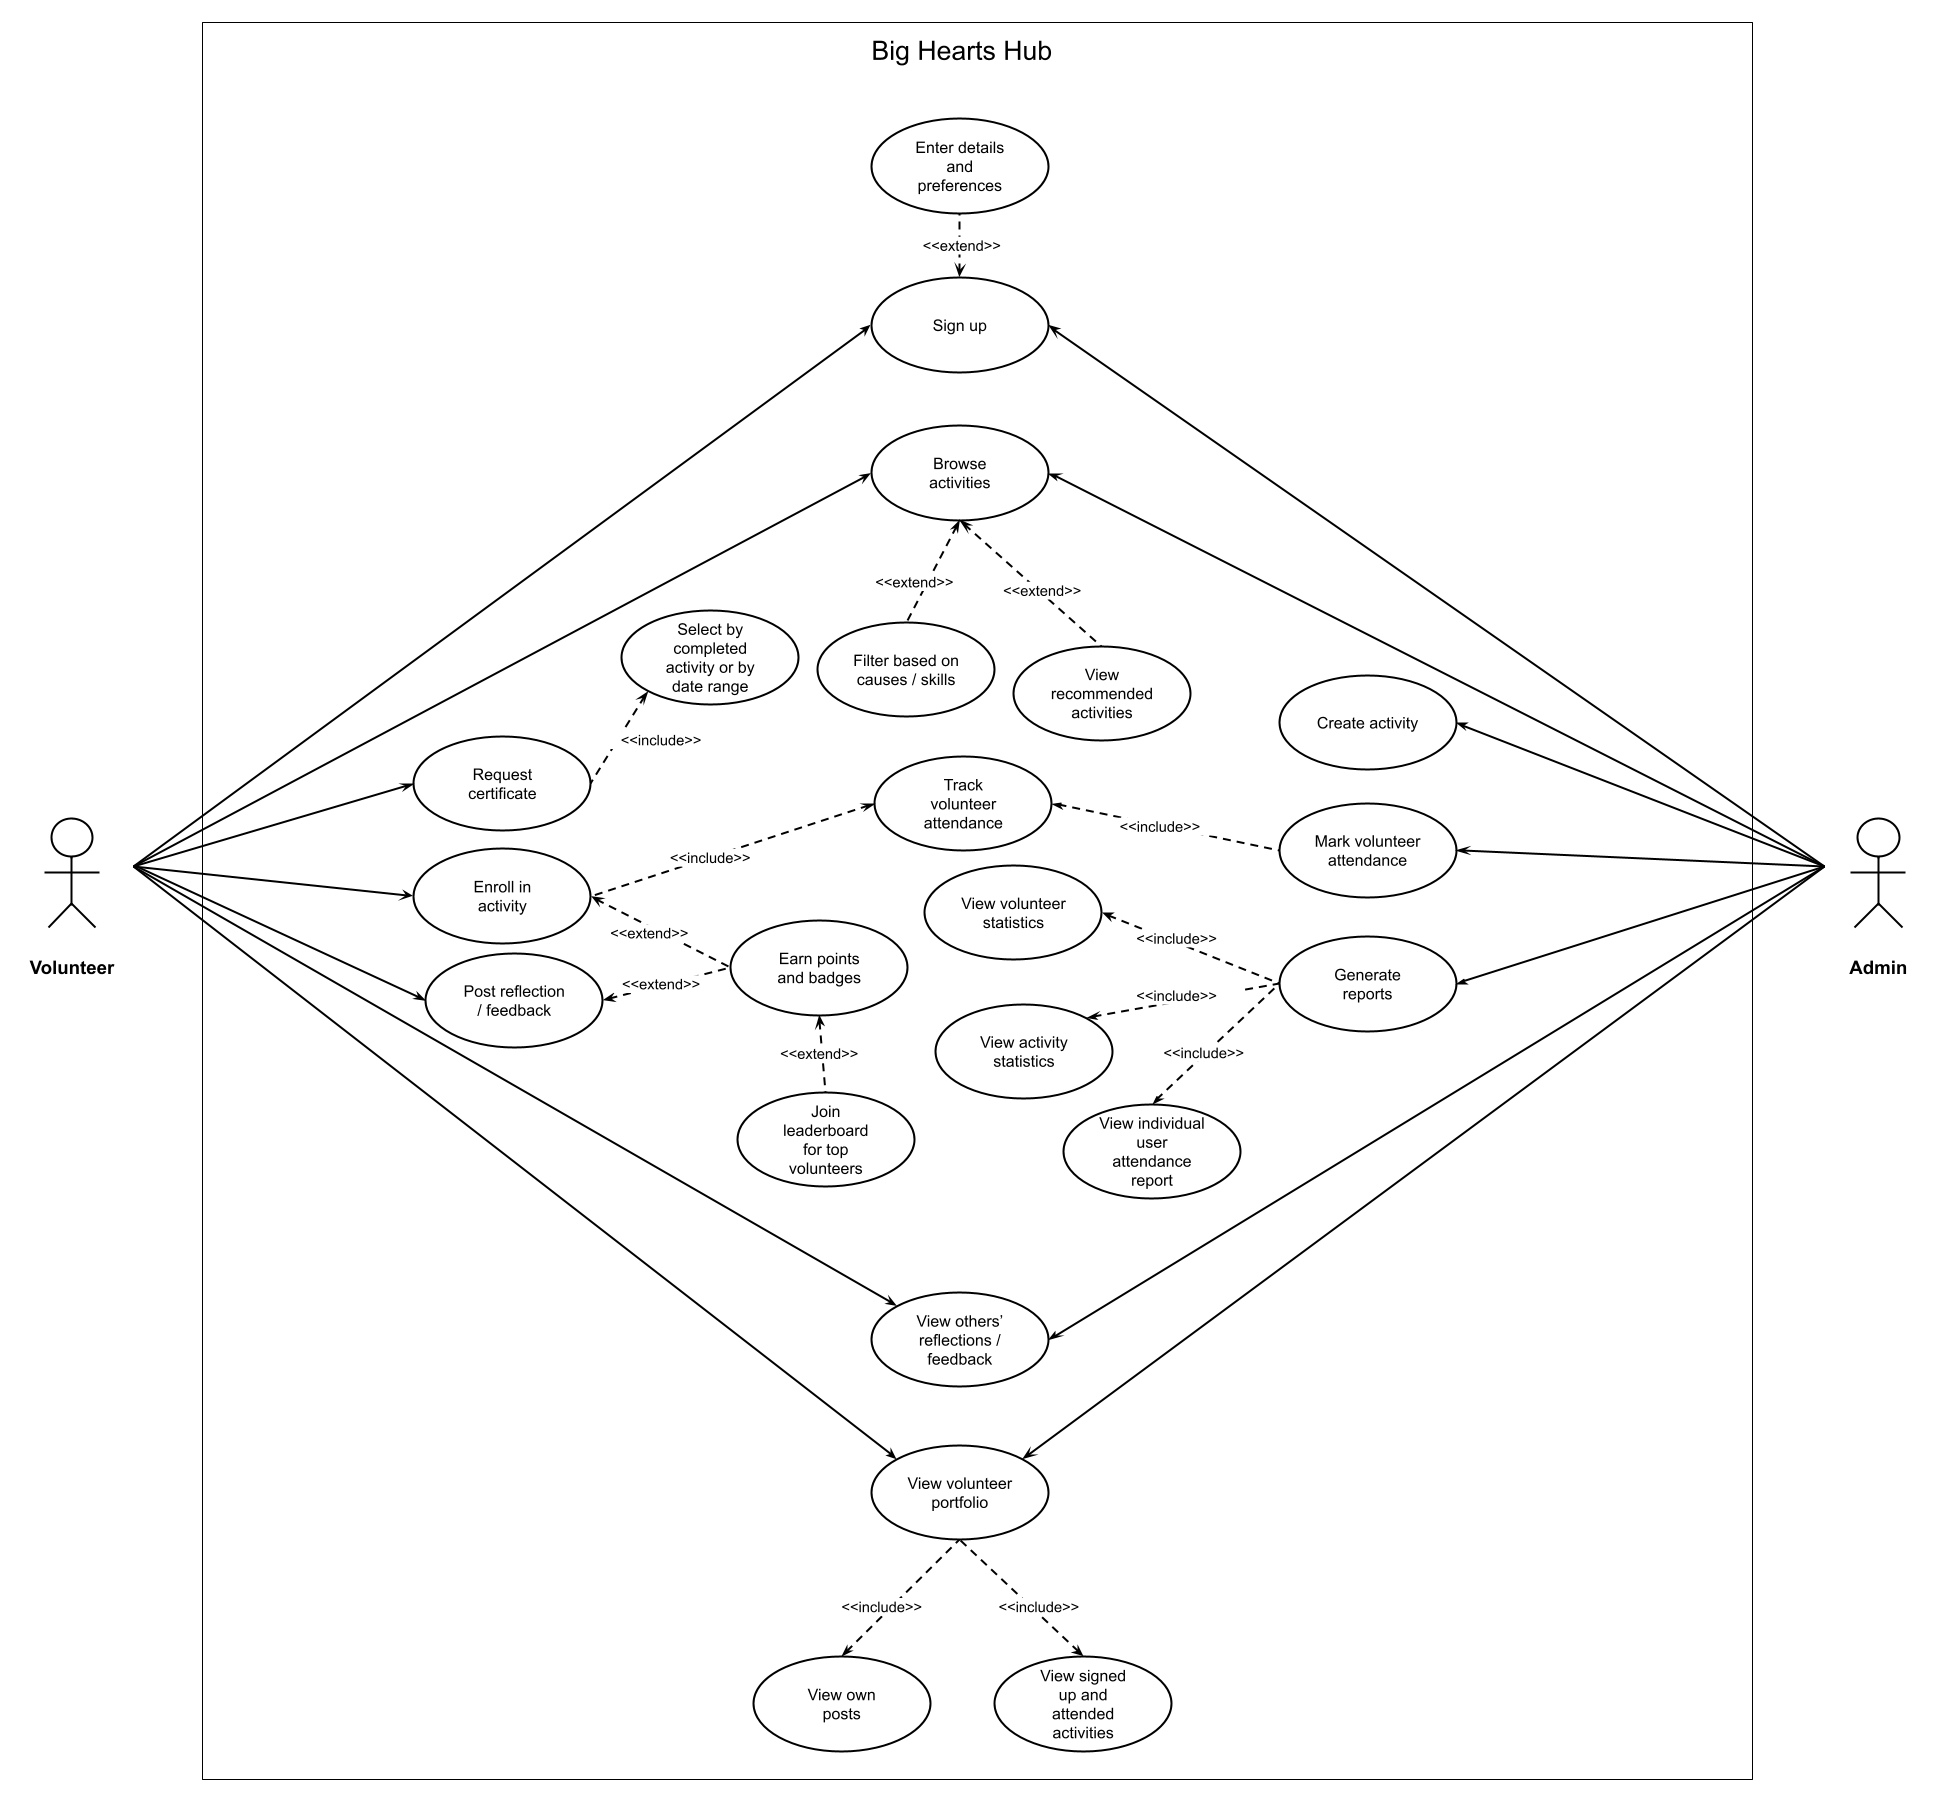 Big Hearts Hub
Enter details
and
preferences
<<extend>>
Sign up
Browse
activities
<<extend>>
<<extend>>
Select by
completed
activity or by
date range
Filter based on
causes / skills
View
recommended
activities
Create activity
<<include>>
Request
certificate
Track
volunteer
attendance
<<include>>
Mark volunteer
attendance
<<include>>
Enroll in
activity
View volunteer
statistics
<<extend>>
<<include>>
Volunteer
Admin
Earn points
and badges
Generate
reports
Post reflection
/ feedback
<<extend>>
<<include>>
View activity
statistics
<<extend>>
<<include>>
Join
leaderboard
for top
volunteers
View individual
user
attendance
report
View others’
reflections /
feedback
View volunteer
portfolio
<<include>>
<<include>>
View own
posts
View signed
up and
attended
activities